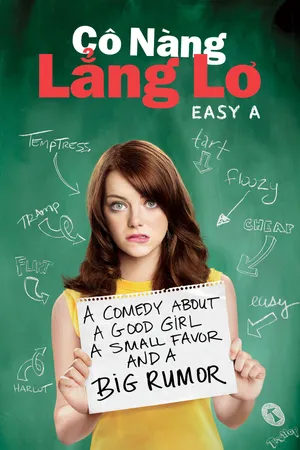 Cô Nàng
Lẳng Lơ
EASY A
TEMPTRESS
tart
floozy
TRAMP
CHEAP
FLIRT
easy
HARLOT
A COMEDY ABOUT
A GOOD GIRL
A SMALL FAVOR
AND A
BIG RUMOR